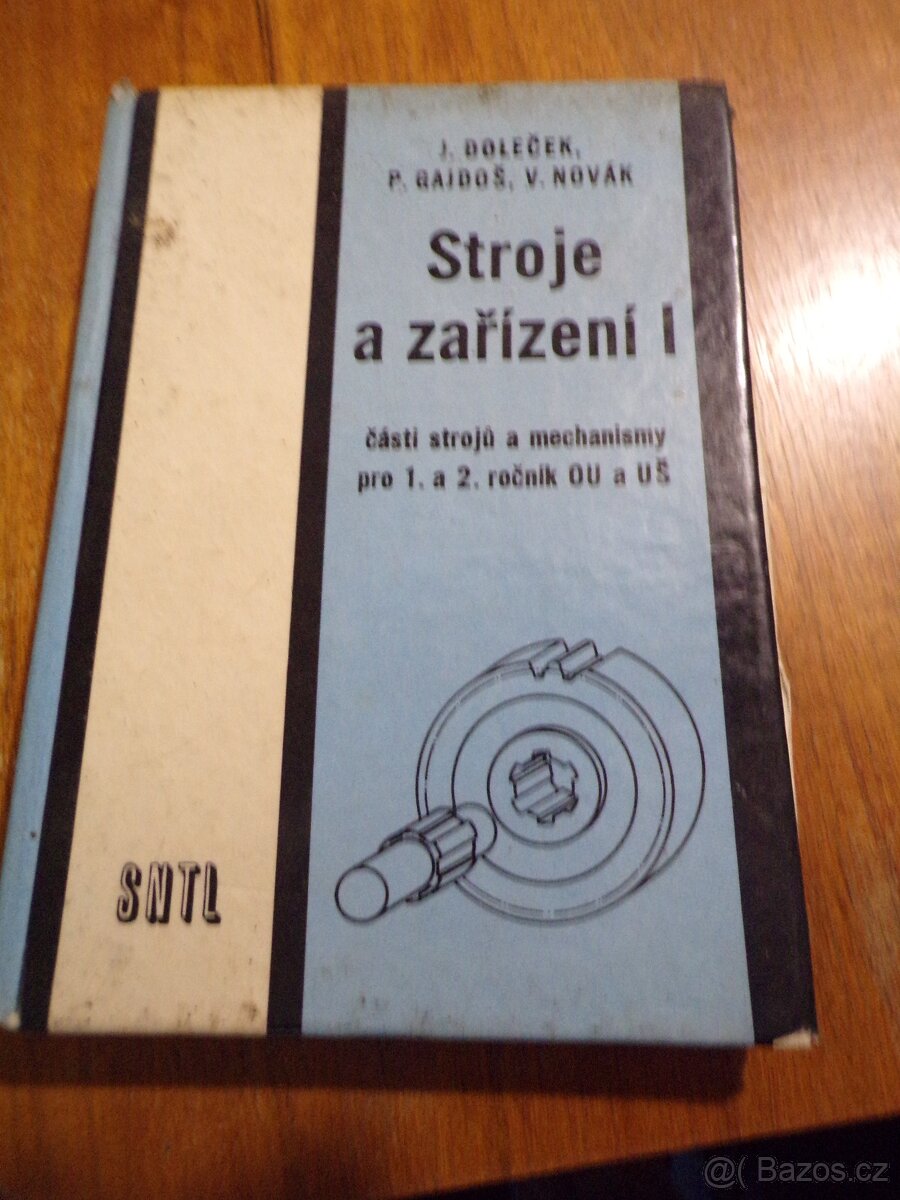 J. DOLEČEK,
P. GAJDOŠ, V. NOVÁK
Stroje
a zařízení I
části strojů a mechanismy
pro 1. a 2. ročník OU a UŠ
SNTL
@( Bazos.cz